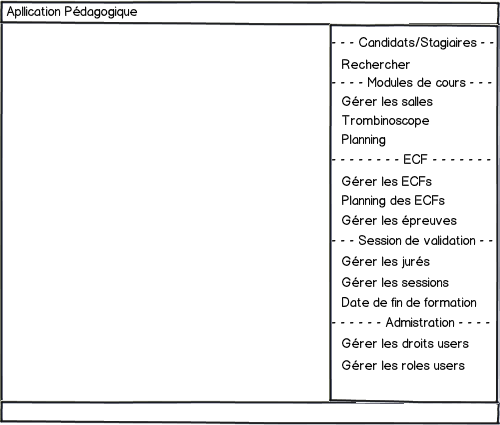 Apllication Pédagogique
- - - Candidats/Stagiaires - -
Rechercher
- - - - Modules de cours - - -
Gérer les salles
Trombinoscope
Planning
- - - - - - - - ECF - - - - - - -
Gérer les ECFs
Planning des ECFs
Gérer les épreuves
- - - Session de validation - -
Gérer les jurés
Gérer les sessions
Date de fin de formation
- - - - - - Admistration - - - -
Gérer les droits users
Gérer les roles users